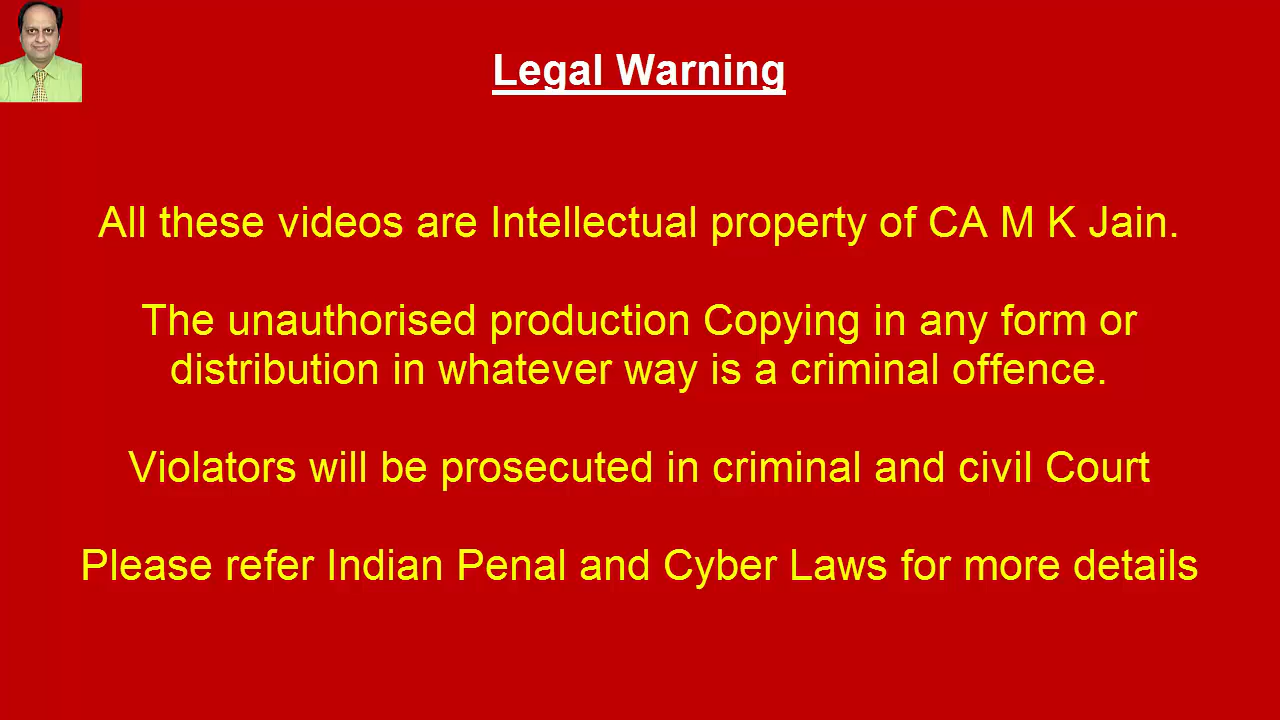 Legal Warning
All these videos are Intellectual property of CA M K Jain.
The unauthorised production Copying in any form or
distribution in whatever way is a criminal offence.
Violators will be prosecuted in criminal and civil Court
Please refer Indian Penal and Cyber Laws for more details